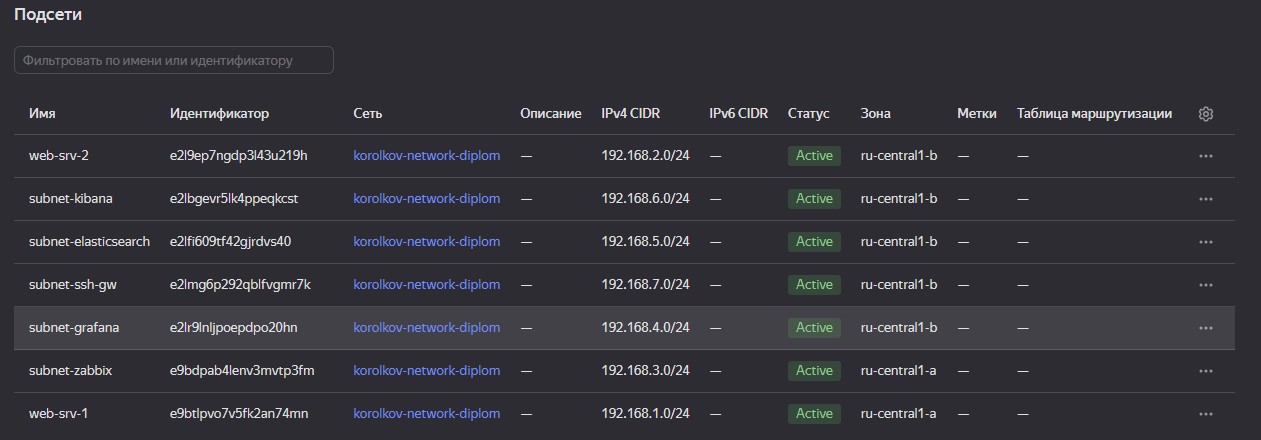 Подсети
Фильтровать по имени или идентификатору
Имя Идентификатор Сеть Описание IPv4 CIDR IPv6 CIDR Статус Зона Метки Таблица маршрутизации
web-srv-2 e2l9ep7ngdp3l43u219h korolkov-network-diplom — 192.168.2.0/24 — Active ru-central1-b — —
subnet-kibana e2lbgevr5lk4ppeqkcst korolkov-network-diplom — 192.168.6.0/24 — Active ru-central1-b — —
subnet-elasticsearch e2lfi609tf42gjrdvs40 korolkov-network-diplom — 192.168.5.0/24 — Active ru-central1-b — —
subnet-ssh-gw e2lmg6p292qblfvgmr7k korolkov-network-diplom — 192.168.7.0/24 — Active ru-central1-b — —
subnet-grafana e2lr9lnljpoepdpo20hn korolkov-network-diplom — 192.168.4.0/24 — Active ru-central1-b — —
subnet-zabbix e9bdpab4lenv3mvtp3fm korolkov-network-diplom — 192.168.3.0/24 — Active ru-central1-a — —
web-srv-1 e9btlpvo7v5fk2an74mn korolkov-network-diplom — 192.168.1.0/24 — Active ru-central1-a — —